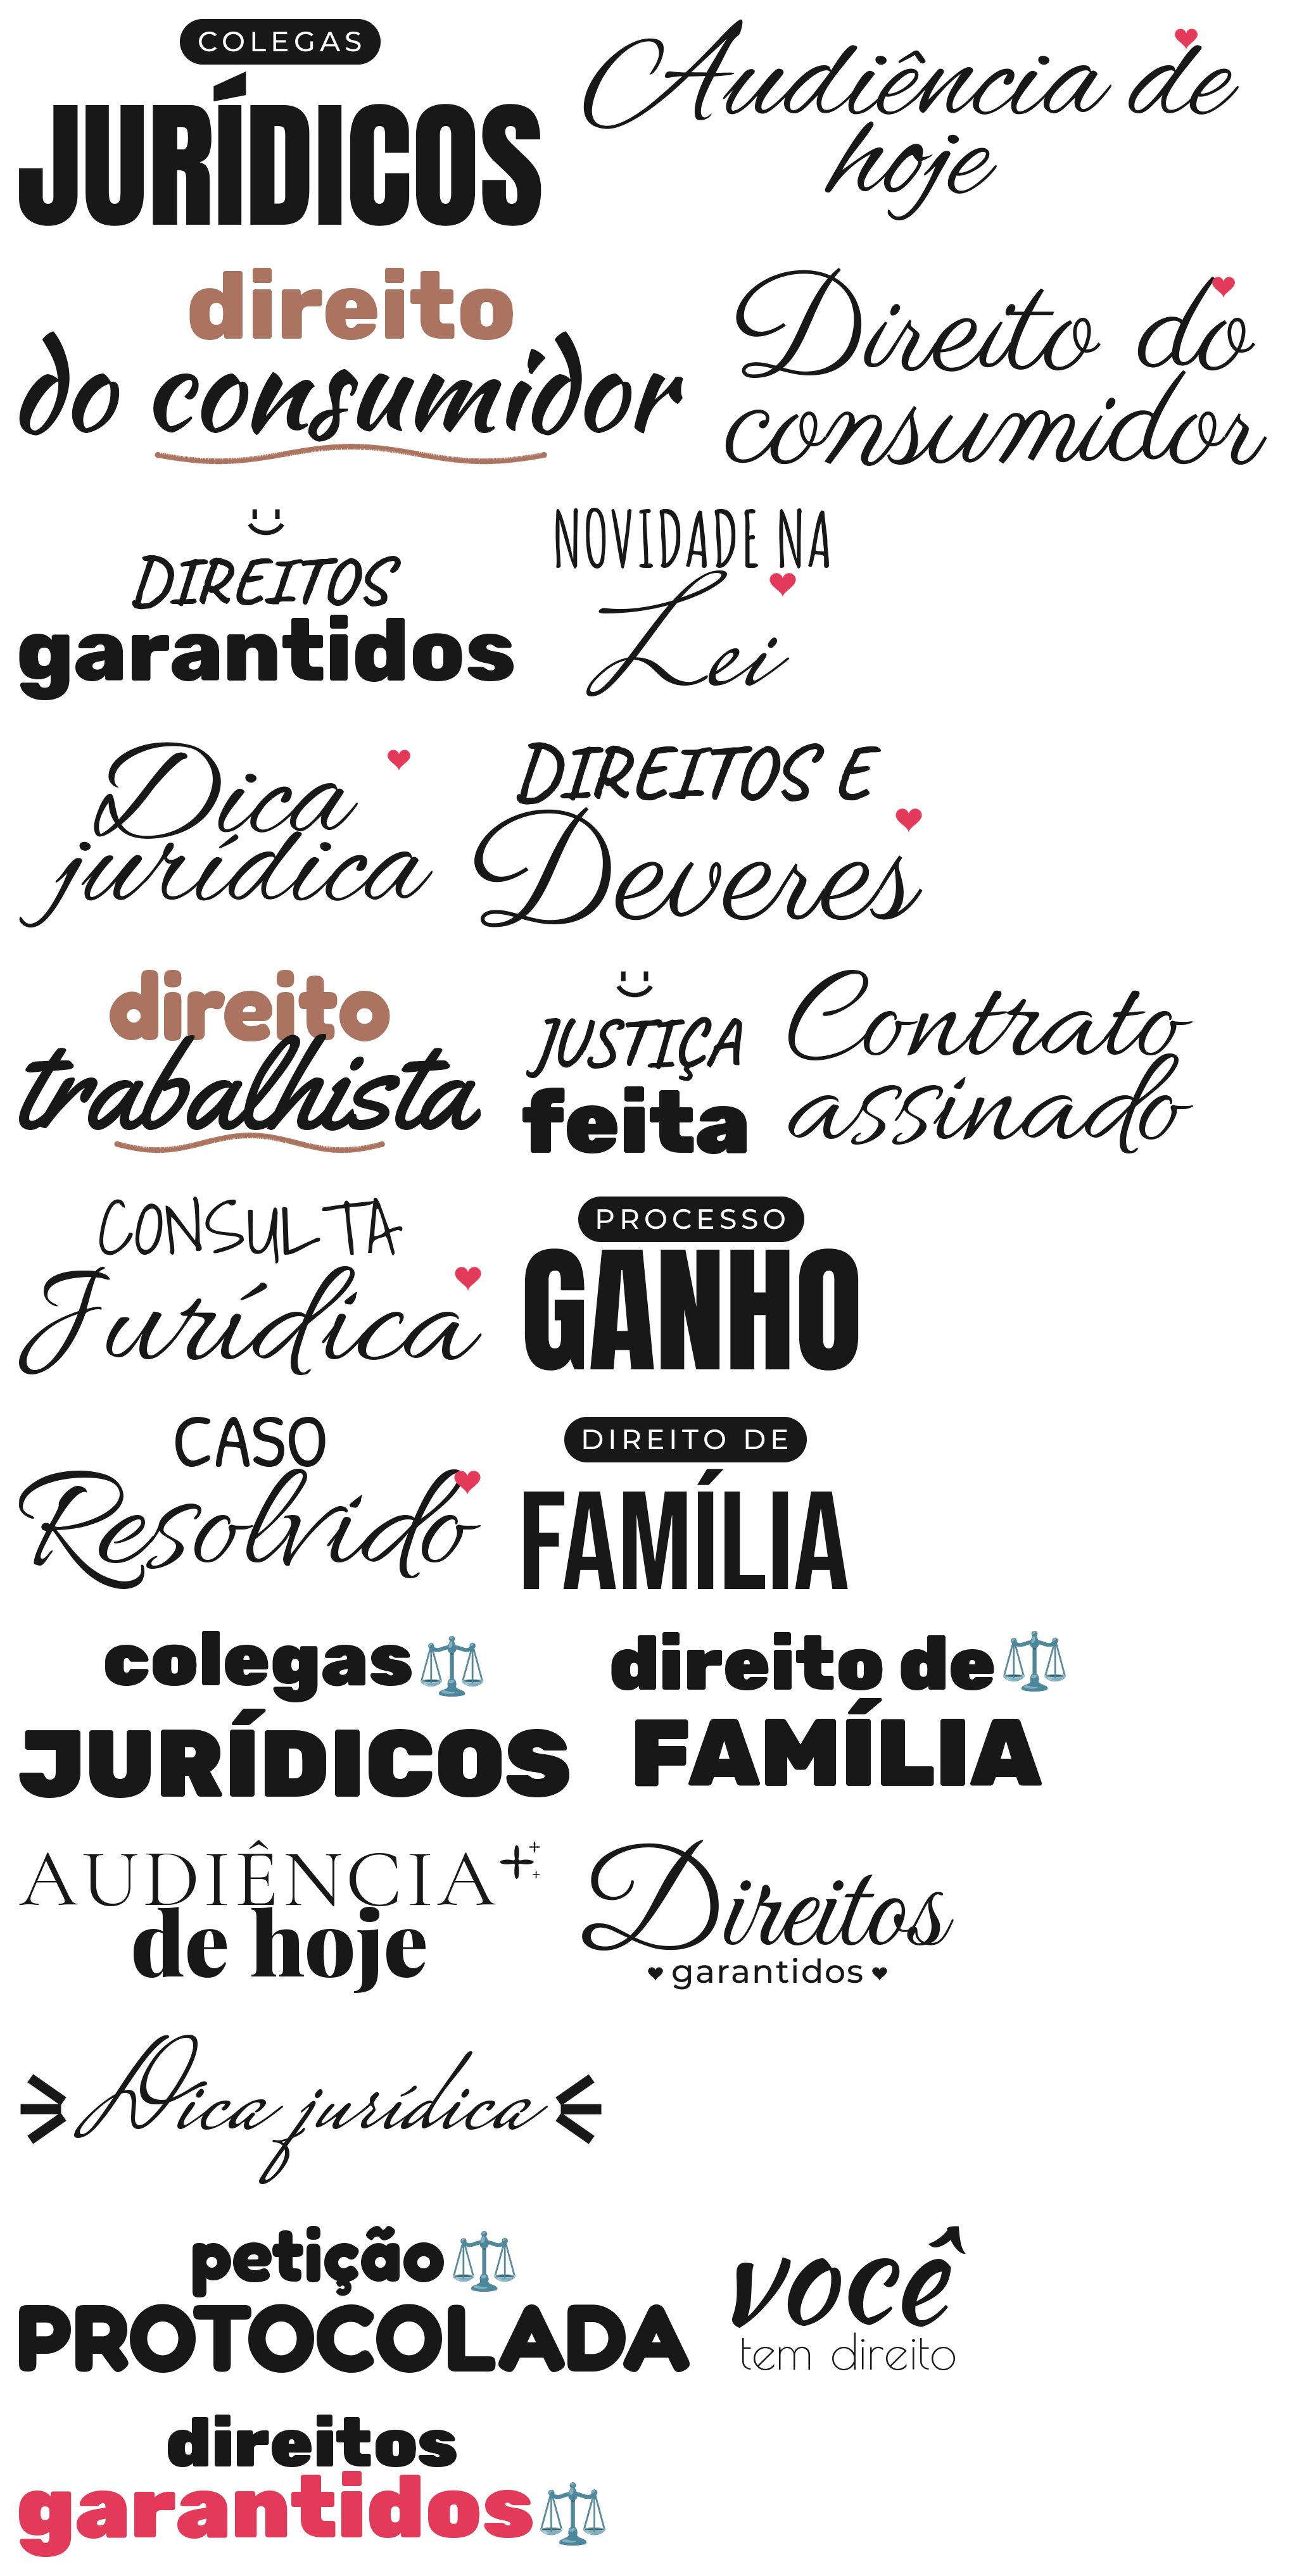 COLEGAS
JURÍDICOS
Audiência de
hoje
direito
do consumidor
Direito do
consumidor
DIREITOS
garantidos
NOVIDADE NA
Lei
Dica
jurídica
DIREITOS E
Deveres
direito
trabalhista
JUSTIÇA
feita
Contrato
assinado
CONSULTA
Jurídica
PROCESSO
GANHO
CASO
Resolvido
DIREITO DE
FAMÍLIA
colegas
JURÍDICOS
direito de
FAMÍLIA
AUDIÊNCIA
de hoje
Direitos
garantidos
Dica jurídica
petição
PROTOCOLADA
você
tem direito
direitos
garantidos